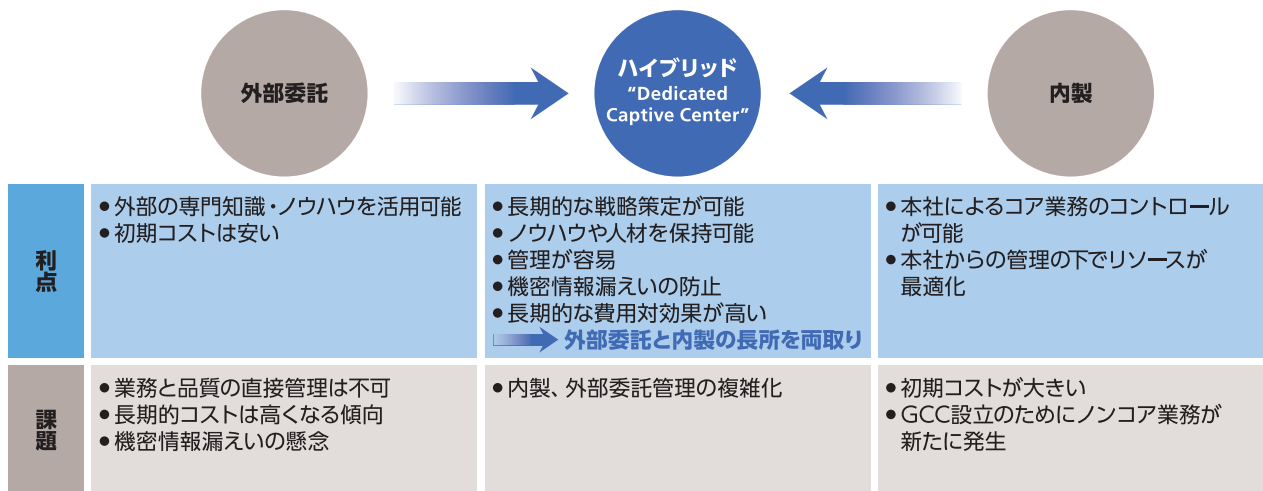 外部委託
ハイブリッド
“Dedicated
Captive Center”
内製
利点
●外部の専門知識・ノウハウを活用可能
●初期コストは安い
●長期的な戦略策定が可能
●ノウハウや人材を保持可能
●管理が容易
●機密情報漏えいの防止
●長期的な費用対効果が高い
外部委託と内製の長所を両取り
●本社によるコア業務のコントロール
が可能
●本社からの管理の下でリソースが
最適化
課題
●業務と品質の直接管理は不可
●長期的コストは高くなる傾向
●機密情報漏えいの懸念
●内製、外部委託管理の複雑化
●初期コストが大きい
●GCC設立のためにノンコア業務が
新たに発生